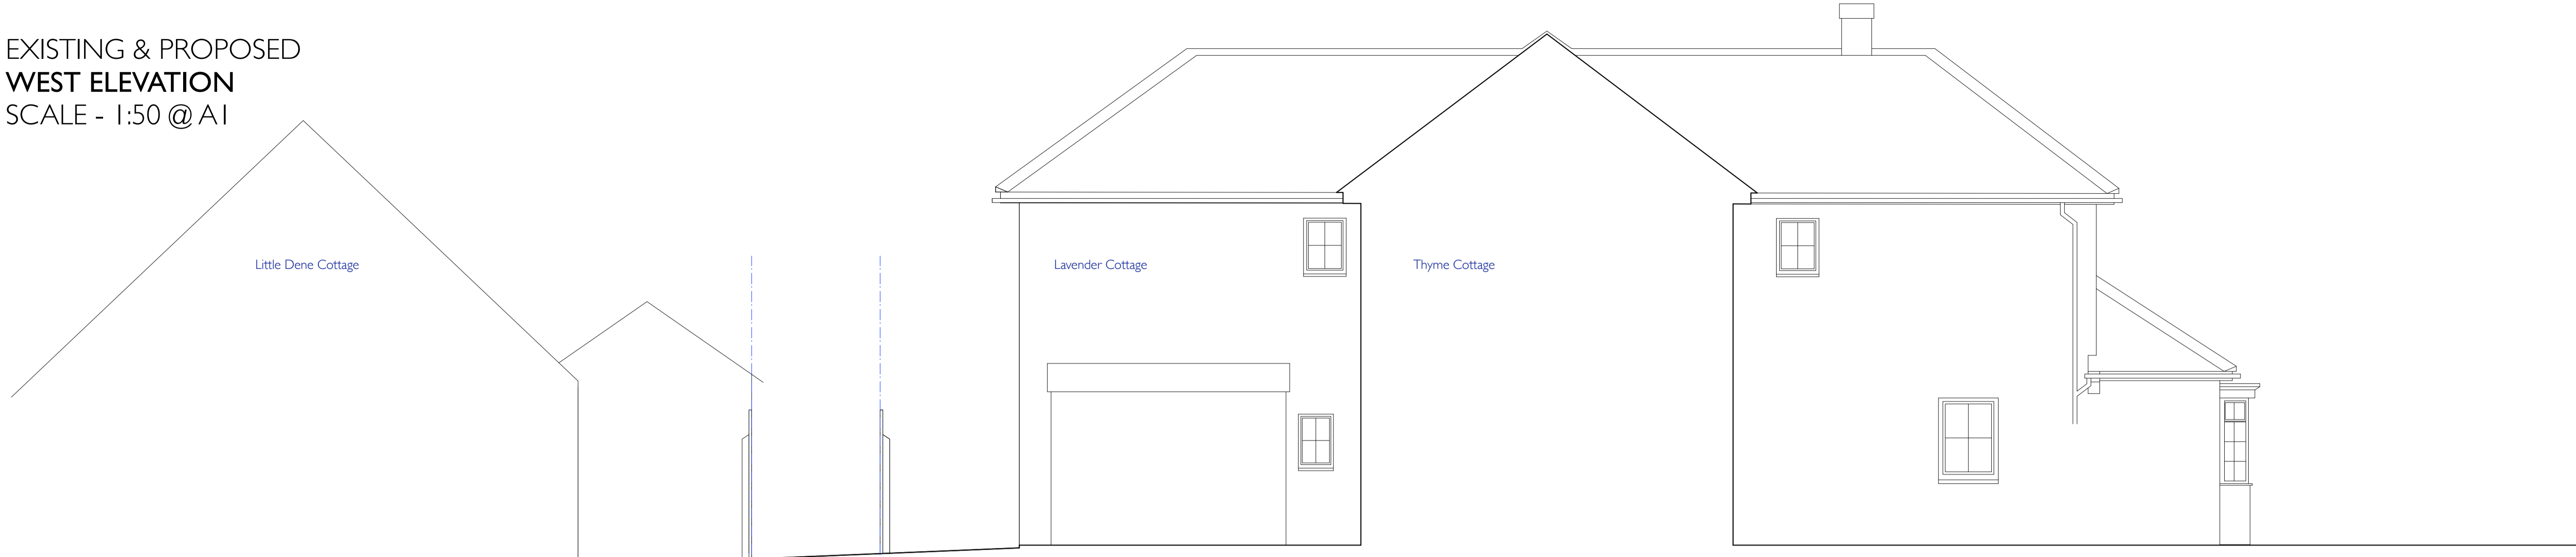 EXISTING & PROPOSED
WEST ELEVATION
SCALE - 1:50 @ A1
Little Dene Cottage
Lavender Cottage
Thyme Cottage